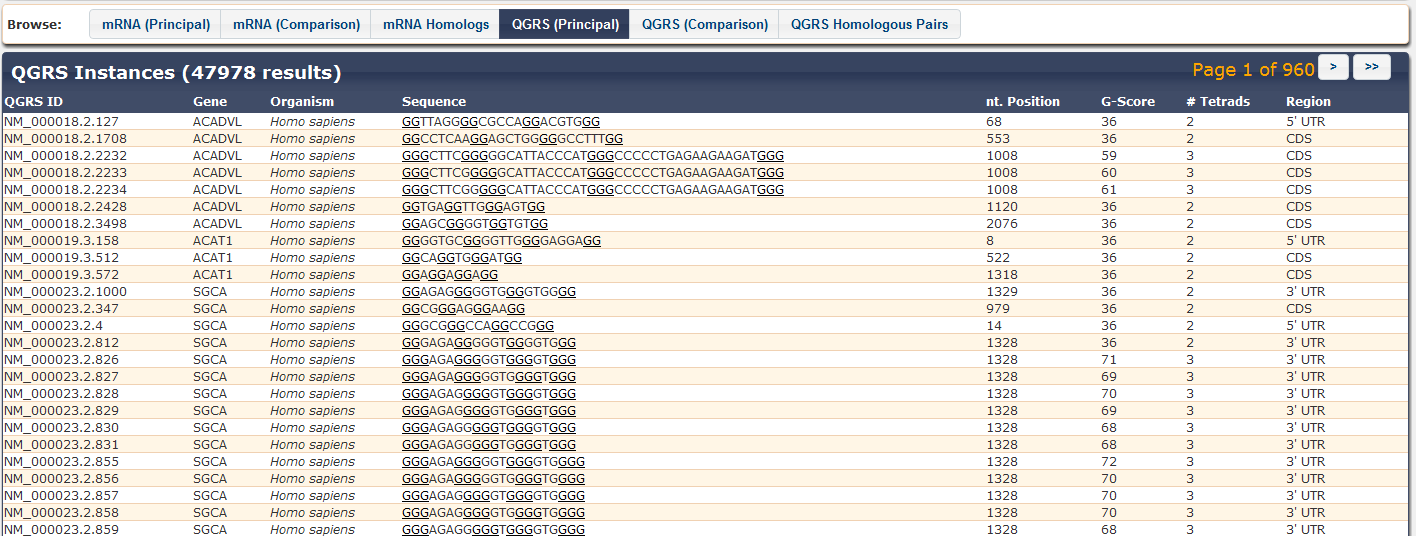 Browse: mRNA (Principal) mRNA (Comparison) mRNA Homologs QGRS (Principal) QGRS (Comparison) QGRS Homologous Pairs
QGRS Instances (47978 results) Page 1 of 960 > >>
QGRS ID Gene Organism Sequence nt. Position G-Score # Tetrads Region
NM_000018.2.127 ACADVL Homo sapiens GGTTAGGGGCGCCAGGACGTGGG 68 36 2 5' UTR
NM_000018.2.1708 ACADVL Homo sapiens GGCCTCAAGGAGCTGGGGGCCTTTGG 553 36 2 CDS
NM_000018.2.2232 ACADVL Homo sapiens GGGCTTCGGGGGCATTACCCATGGGCCCCCTGAGAAGAAGATGGG 1008 59 3 CDS
NM_000018.2.2233 ACADVL Homo sapiens GGGCTTCGGGGGCATTACCCATGGGCCCCCTGAGAAGAAGATGGG 1008 60 3 CDS
NM_000018.2.2234 ACADVL Homo sapiens GGGCTTCGGGGGCATTACCCATGGGCCCCCTGAGAAGAAGATGGG 1008 61 3 CDS
NM_000018.2.2428 ACADVL Homo sapiens GGTGAGGTTGGGAGTGG 1120 36 2 CDS
NM_000018.2.3498 ACADVL Homo sapiens GGAGCGGGGTGGTGTGG 2076 36 2 CDS
NM_000019.3.158 ACAT1 Homo sapiens GGGGTGCGGGGTTGGGGAGGAGG 8 36 2 5' UTR
NM_000019.3.512 ACAT1 Homo sapiens GGCAGGTGGGATGG 522 36 2 CDS
NM_000019.3.572 ACAT1 Homo sapiens GGAGGAGGAGG 1318 36 2 CDS
NM_000023.2.1000 SGCA Homo sapiens GGAGAGGGGGTGGGGTGGGG 1329 36 2 3' UTR
NM_000023.2.347 SGCA Homo sapiens GGCGGGAGGGAAGG 979 36 2 CDS
NM_000023.2.4 SGCA Homo sapiens GGGCGGGGCCAGGCCGGG 14 36 2 5' UTR
NM_000023.2.812 SGCA Homo sapiens GGGAGAGGGGGTGGGGTGGG 1328 36 2 3' UTR
NM_000023.2.826 SGCA Homo sapiens GGGAGAGGGGGTGGGGTGGG 1328 71 3 3' UTR
NM_000023.2.827 SGCA Homo sapiens GGGAGAGGGGGTGGGGTGGG 1328 69 3 3' UTR
NM_000023.2.828 SGCA Homo sapiens GGGAGAGGGGGTGGGGTGGG 1328 70 3 3' UTR
NM_000023.2.829 SGCA Homo sapiens GGGAGAGGGGGTGGGGTGGG 1328 69 3 3' UTR
NM_000023.2.830 SGCA Homo sapiens GGGAGAGGGGGTGGGGTGGG 1328 68 3 3' UTR
NM_000023.2.831 SGCA Homo sapiens GGGAGAGGGGGTGGGGTGGG 1328 68 3 3' UTR
NM_000023.2.855 SGCA Homo sapiens GGGAGAGGGGGTGGGGTGGGG 1328 72 3 3' UTR
NM_000023.2.856 SGCA Homo sapiens GGGAGAGGGGGTGGGGTGGGG 1328 70 3 3' UTR
NM_000023.2.857 SGCA Homo sapiens GGGAGAGGGGGTGGGGTGGGG 1328 70 3 3' UTR
NM_000023.2.858 SGCA Homo sapiens GGGAGAGGGGGTGGGGTGGGG 1328 70 3 3' UTR
NM_000023.2.859 SGCA Homo sapiens GGGAGAGGGGGTGGGGTGGGG 1328 68 3 3' UTR